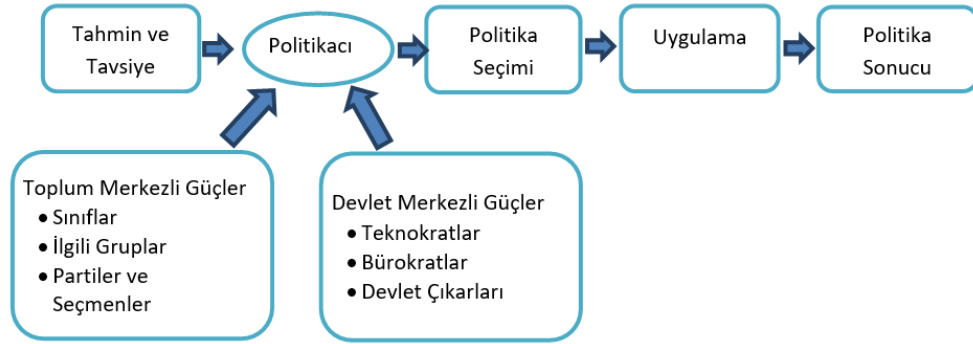 Tahmin ve
Tavsiye
Politikacı
Politika
Seçimi
Uygulama
Politika
Sonucu
Toplum Merkezli Güçler
• Sınıflar
• İlgili Gruplar
• Partiler ve
Seçmenler
Devlet Merkezli Güçler
• Teknokratlar
• Bürokratlar
• Devlet Çıkarları